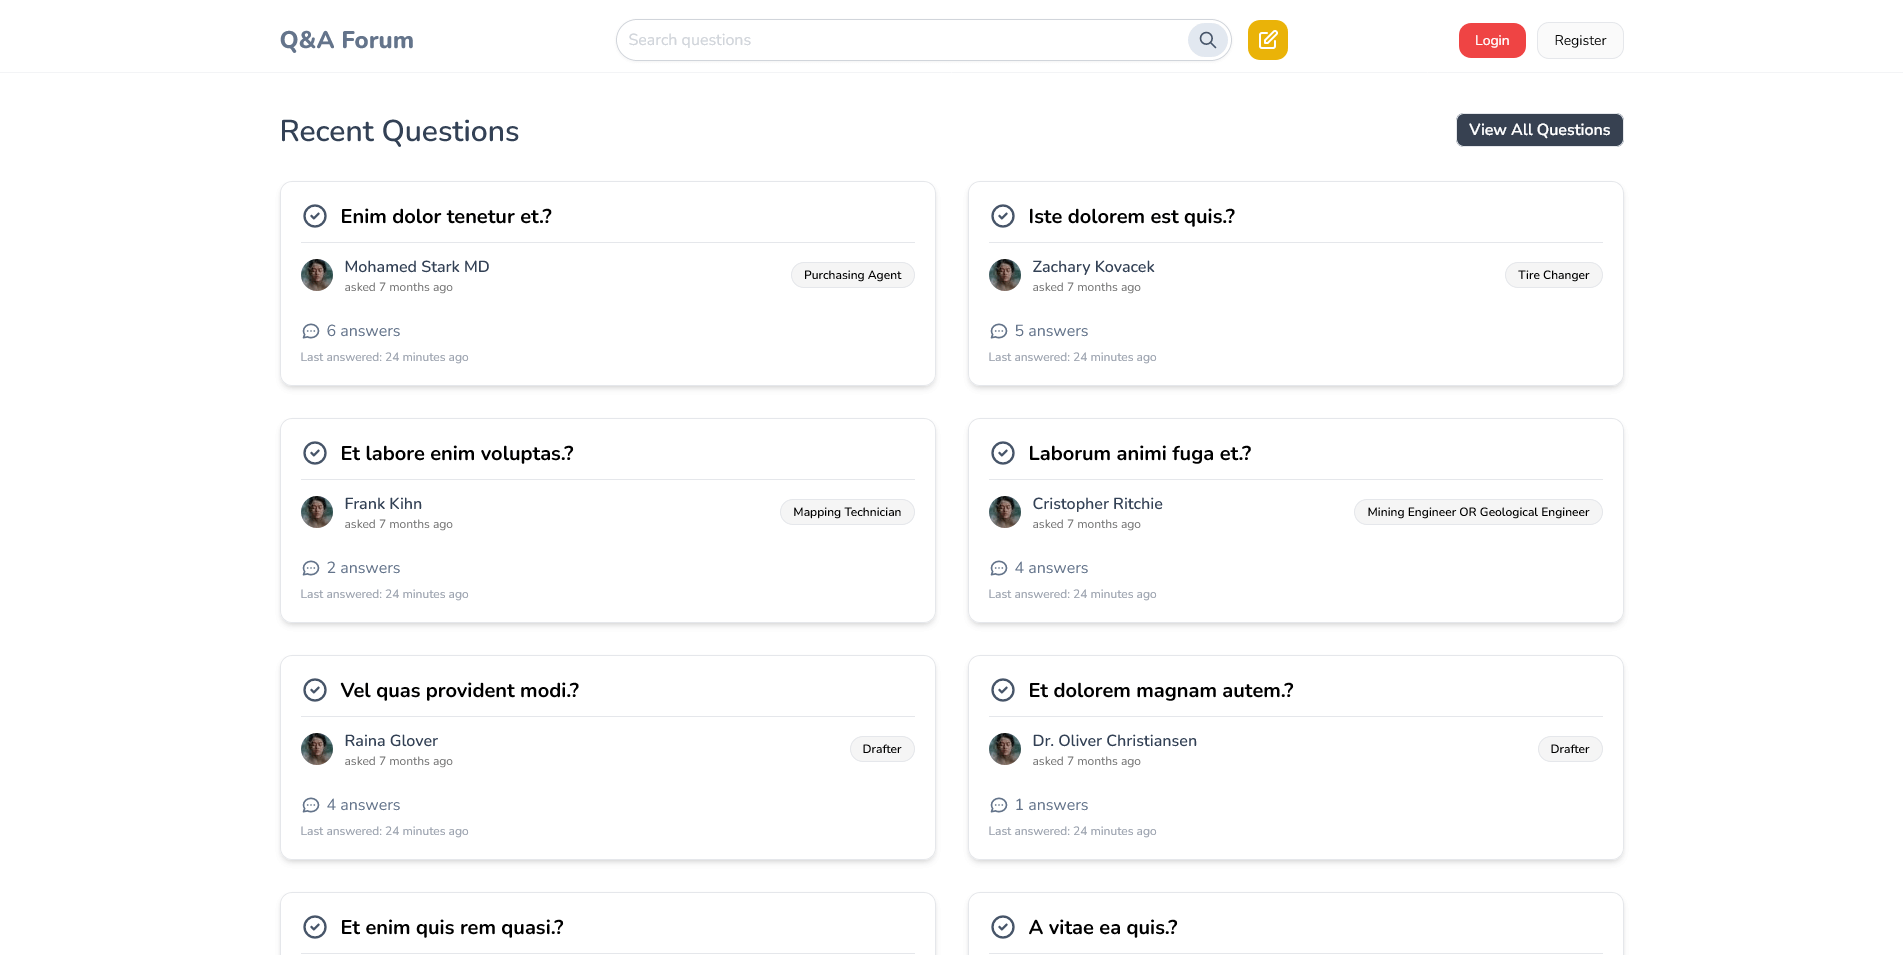 Q&A Forum
Search questions
Login
Register
Recent Questions
View All Questions
Enim dolor tenetur et.?
Mohamed Stark MD
asked 7 months ago
Purchasing Agent
6 answers
Last answered: 24 minutes ago
Iste dolorem est quis.?
Zachary Kovacek
asked 7 months ago
Tire Changer
5 answers
Last answered: 24 minutes ago
Et labore enim voluptas.?
Frank Kihn
asked 7 months ago
Mapping Technician
2 answers
Last answered: 24 minutes ago
Laborum animi fuga et.?
Cristopher Ritchie
asked 7 months ago
Mining Engineer OR Geological Engineer
4 answers
Last answered: 24 minutes ago
Vel quas provident modi.?
Raina Glover
asked 7 months ago
Drafter
4 answers
Last answered: 24 minutes ago
Et dolorem magnam autem.?
Dr. Oliver Christiansen
asked 7 months ago
Drafter
1 answers
Last answered: 24 minutes ago
Et enim quis rem quasi.?
A vitae ea quis.?